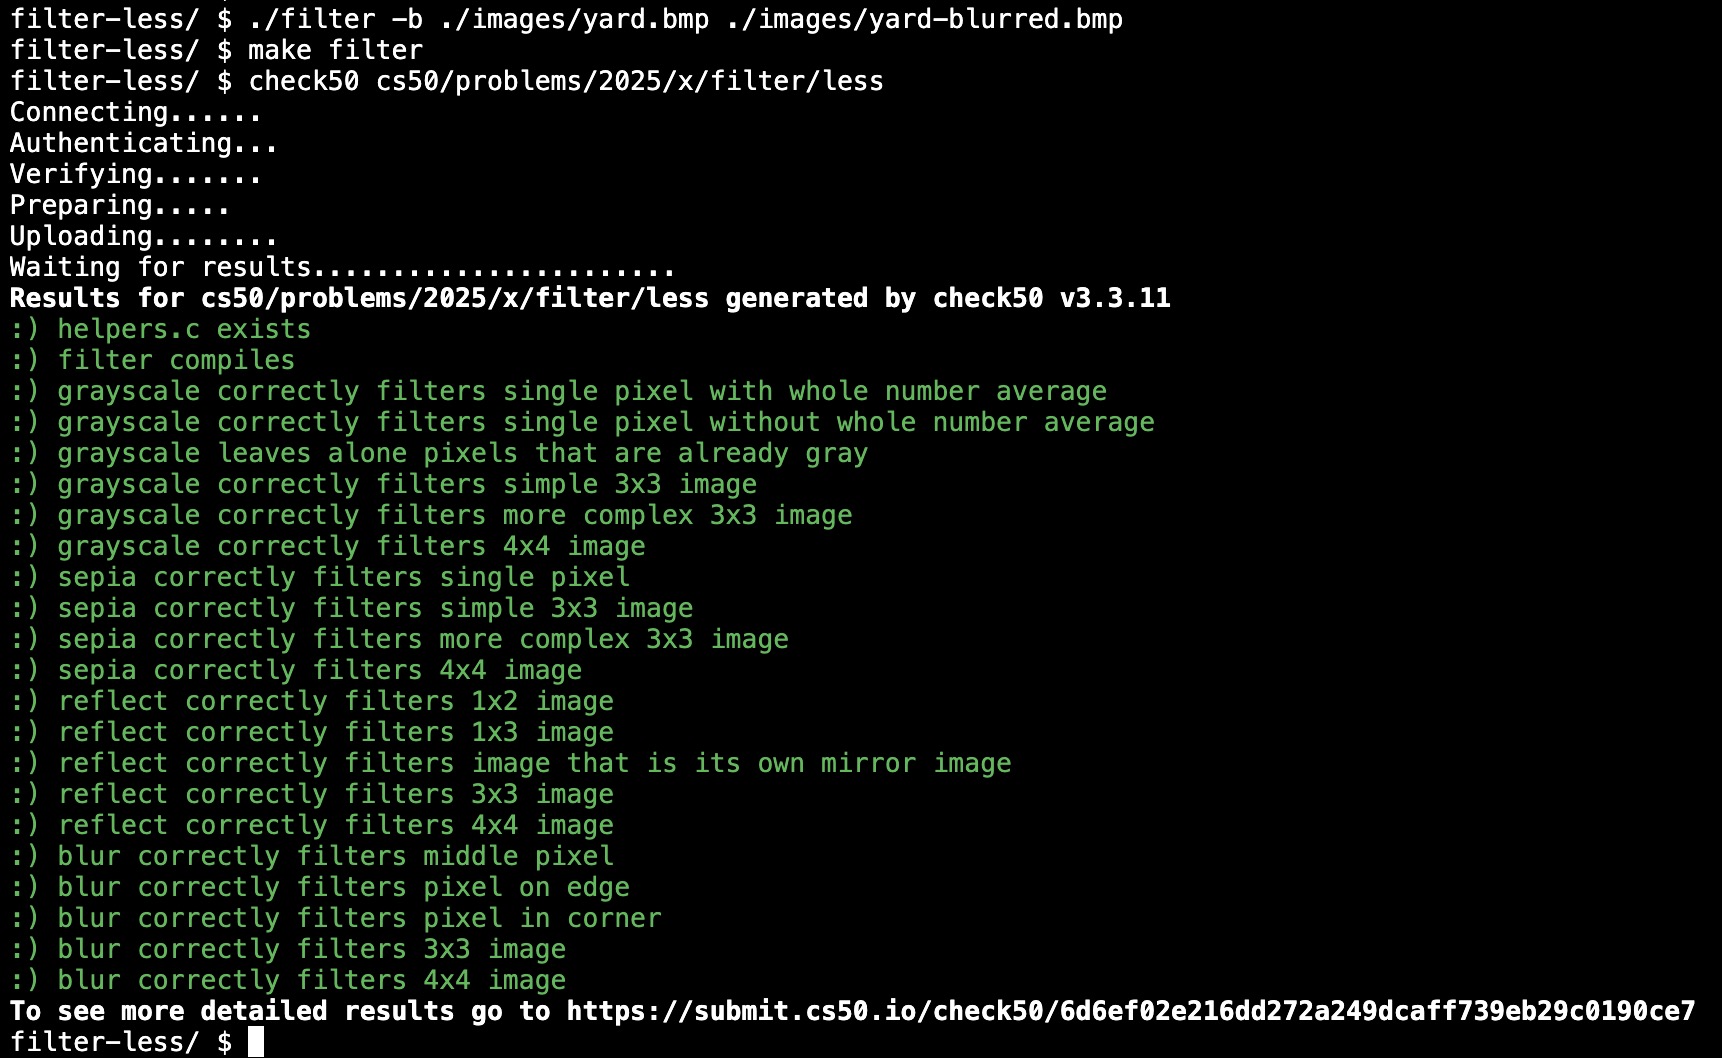 filter-less/ $ ./filter -b ./images/yard.bmp ./images/yard-blurred.bmp
filter-less/ $ make filter
filter-less/ $ check50 cs50/problems/2025/x/filter/less
Connecting......
Authenticating...
Verifying.......
Preparing.....
Uploading........
Waiting for results.......................
Results for cs50/problems/2025/x/filter/less generated by check50 v3.3.11
:) helpers.c exists
:) filter compiles
:) grayscale correctly filters single pixel with whole number average
:) grayscale correctly filters single pixel without whole number average
:) grayscale leaves alone pixels that are already gray
:) grayscale correctly filters simple 3x3 image
:) grayscale correctly filters more complex 3x3 image
:) grayscale correctly filters 4x4 image
:) sepia correctly filters single pixel
:) sepia correctly filters simple 3x3 image
:) sepia correctly filters more complex 3x3 image
:) sepia correctly filters 4x4 image
:) reflect correctly filters 1x2 image
:) reflect correctly filters 1x3 image
:) reflect correctly filters image that is its own mirror image
:) reflect correctly filters 3x3 image
:) reflect correctly filters 4x4 image
:) blur correctly filters middle pixel
:) blur correctly filters pixel on edge
:) blur correctly filters pixel in corner
:) blur correctly filters 3x3 image
:) blur correctly filters 4x4 image
To see more detailed results go to https://submit.cs50.io/check50/6d6ef02e216dd272a249dcaff739eb29c0190ce7
filter-less/ $